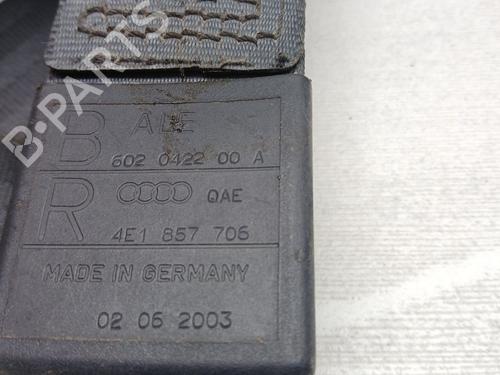 B ALE
602 0422 00 A
R QAE
4E1 857 706
MADE IN GERMANY
02 06 2003
B-PARTS